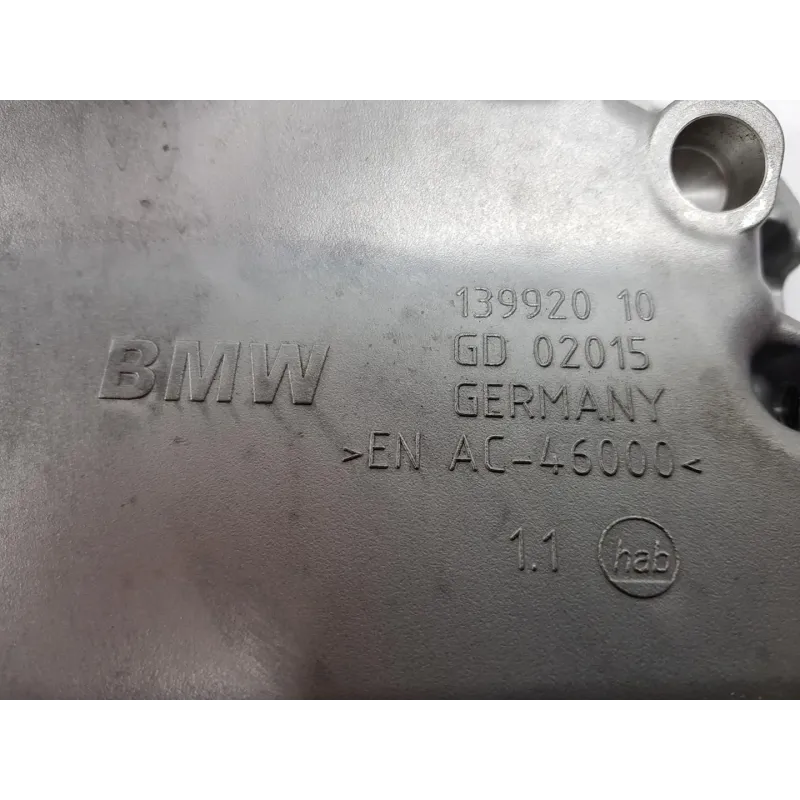 BMW
139920 10
GD 02015
GERMANY
>EN AC-46000<
1.1 hab